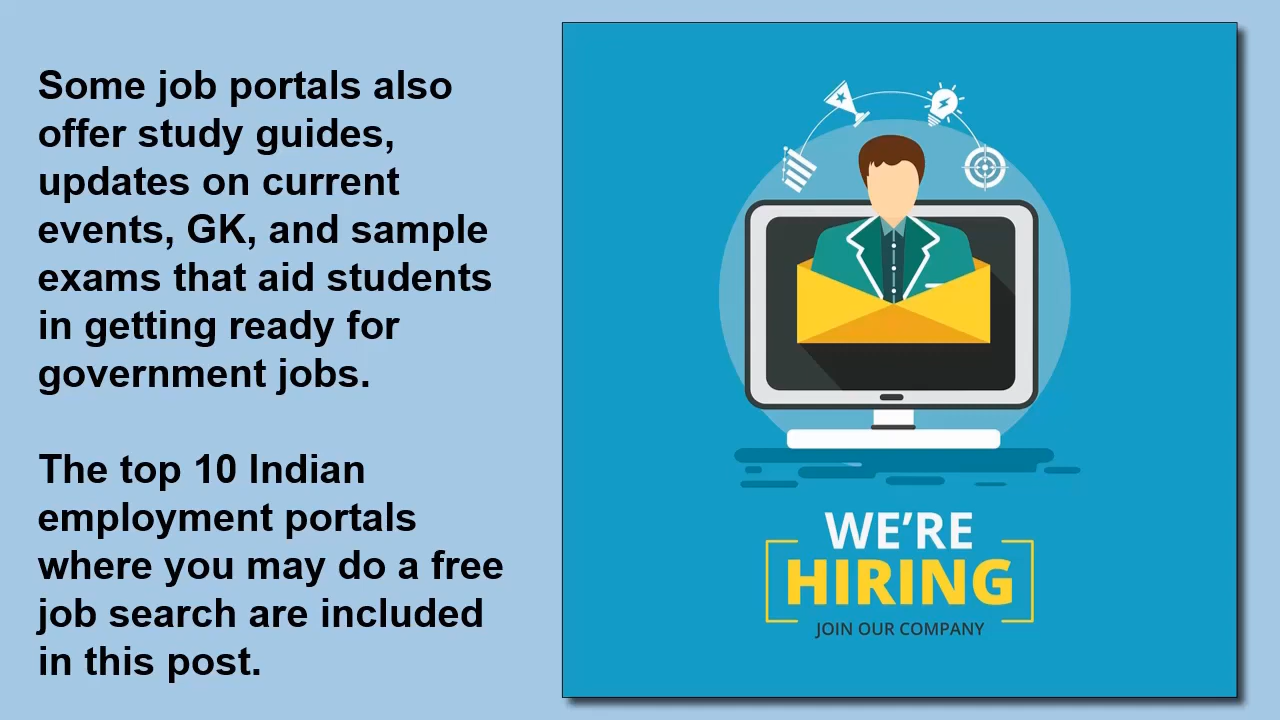 Some job portals also
offer study guides,
updates on current
events, GK, and sample
exams that aid students
in getting ready for
government jobs.
The top 10 Indian
employment portals
where you may do a free
job search are included
in this post.
WE’RE
HIRING
JOIN OUR COMPANY